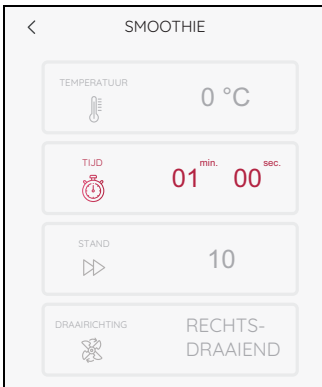 SMOOTHIE
TEMPERATUUR
0 °C
TIJD
01 min. 00 sec.
STAND
10
DRAAIRICHTING
RECHTS-
DRAAIEND